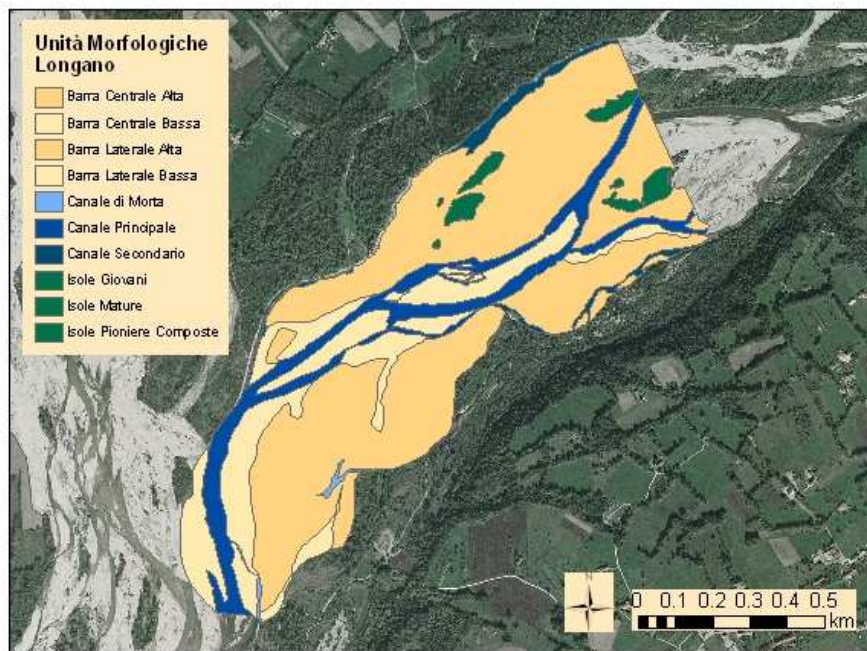 Unità Morfologiche
Longano
Barra Centrale Alta
Barra Centrale Bassa
Barra Laterale Alta
Barra Laterale Bassa
Canale di Morta
Canale Principale
Canale Secondario
Isole Giovani
Isole Mature
Isole Pioniere Composte
N
0 0.1 0.2 0.3 0.4 0.5
km